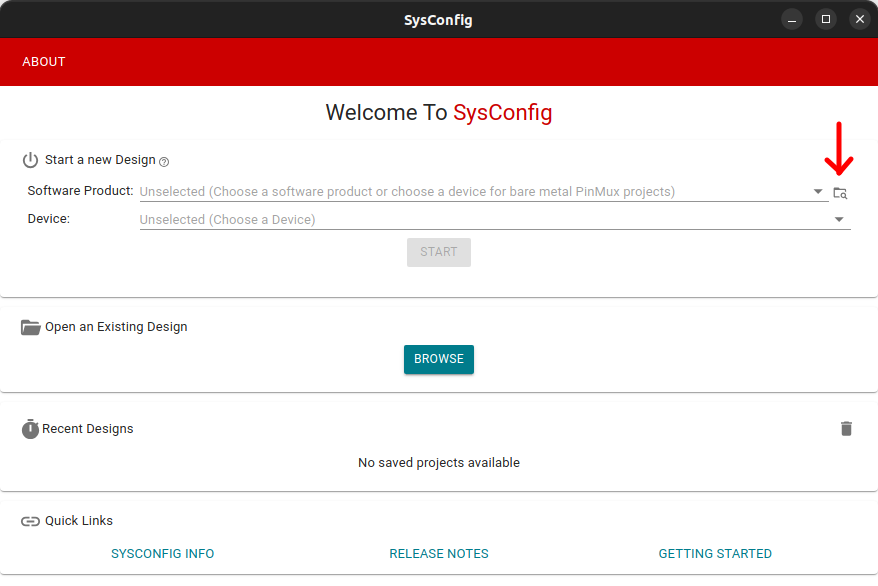 SysConfig
ABOUT
Welcome To SysConfig
Start a new Design
Software Product: Unselected (Choose a software product or choose a device for bare metal PinMux projects)
Device: Unselected (Choose a Device)
START
Open an Existing Design
BROWSE
Recent Designs
No saved projects available
Quick Links
SYSCONFIG INFO RELEASE NOTES GETTING STARTED